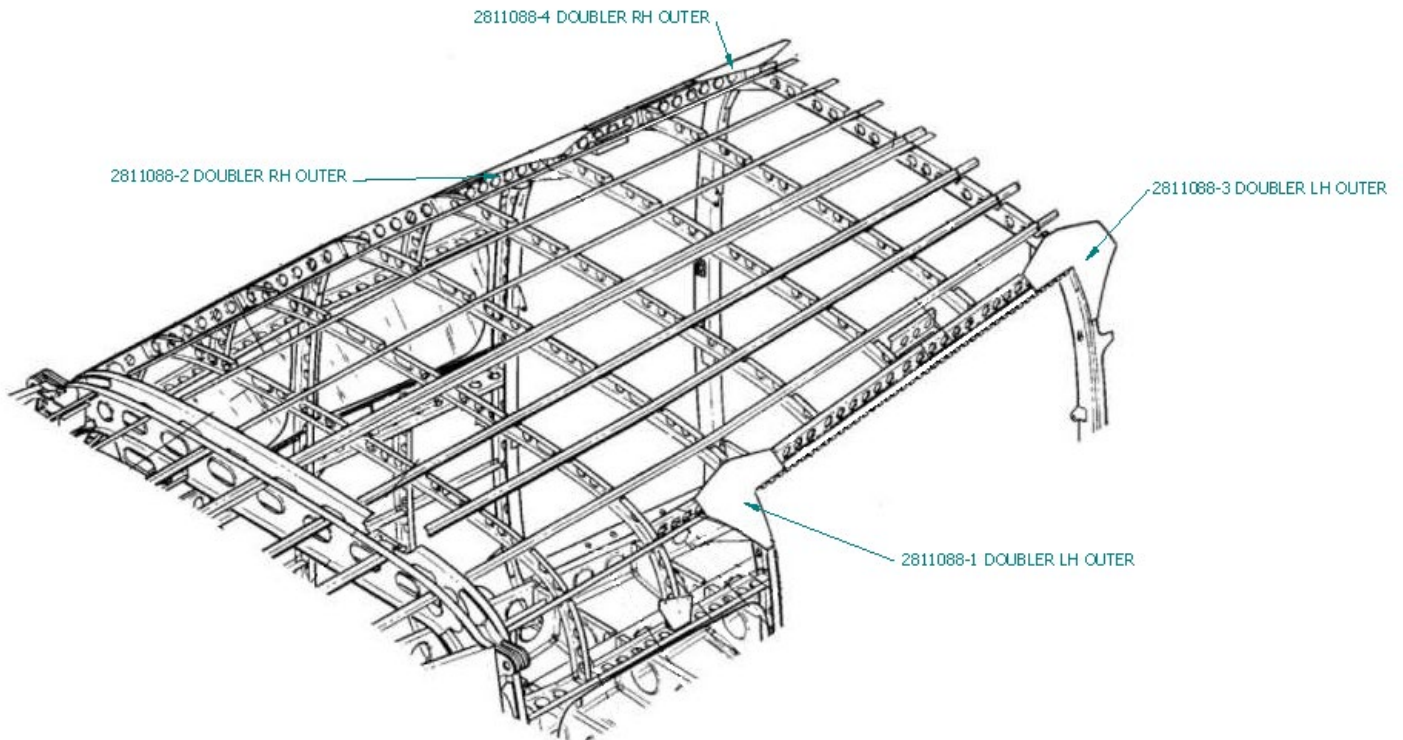 2811088-4 DOUBLER RH OUTER
2811088-2 DOUBLER RH OUTER
2811088-3 DOUBLER LH OUTER
2811088-1 DOUBLER LH OUTER